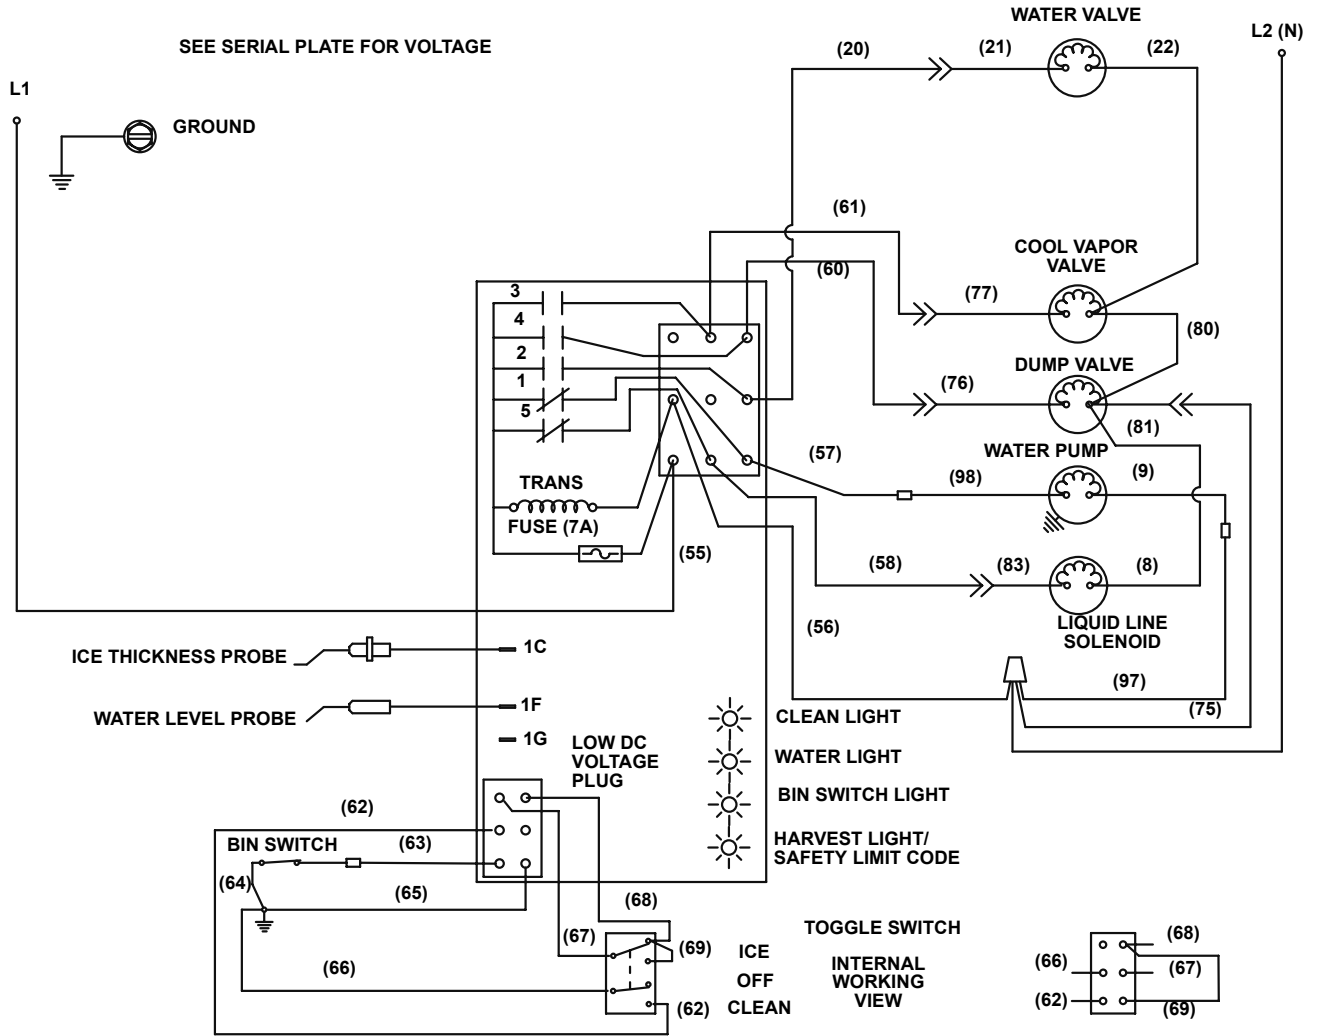 WATER VALVE
L2 (N)
SEE SERIAL PLATE FOR VOLTAGE
(20)
(21)
(22)
L1
GROUND
(61)
COOL VAPOR
VALVE
(60)
(77)
(80)
3
4
2
1
5
DUMP VALVE
(76)
(81)
WATER PUMP
(57)
(98)
(9)
TRANS
FUSE (7A)
(55)
(58)
(83)
(8)
LIQUID LINE
SOLENOID
(56)
ICE THICKNESS PROBE
1C
(97)
(75)
WATER LEVEL PROBE
1F
1G
LOW DC
VOLTAGE
PLUG
CLEAN LIGHT
WATER LIGHT
BIN SWITCH LIGHT
HARVEST LIGHT/
SAFETY LIMIT CODE
(62)
BIN SWITCH
(63)
(64)
(65)
(68)
(67)
(69)
(66)
(62)
ICE
OFF
CLEAN
TOGGLE SWITCH
INTERNAL
WORKING
VIEW
(68)
(66)
(67)
(62)
(69)